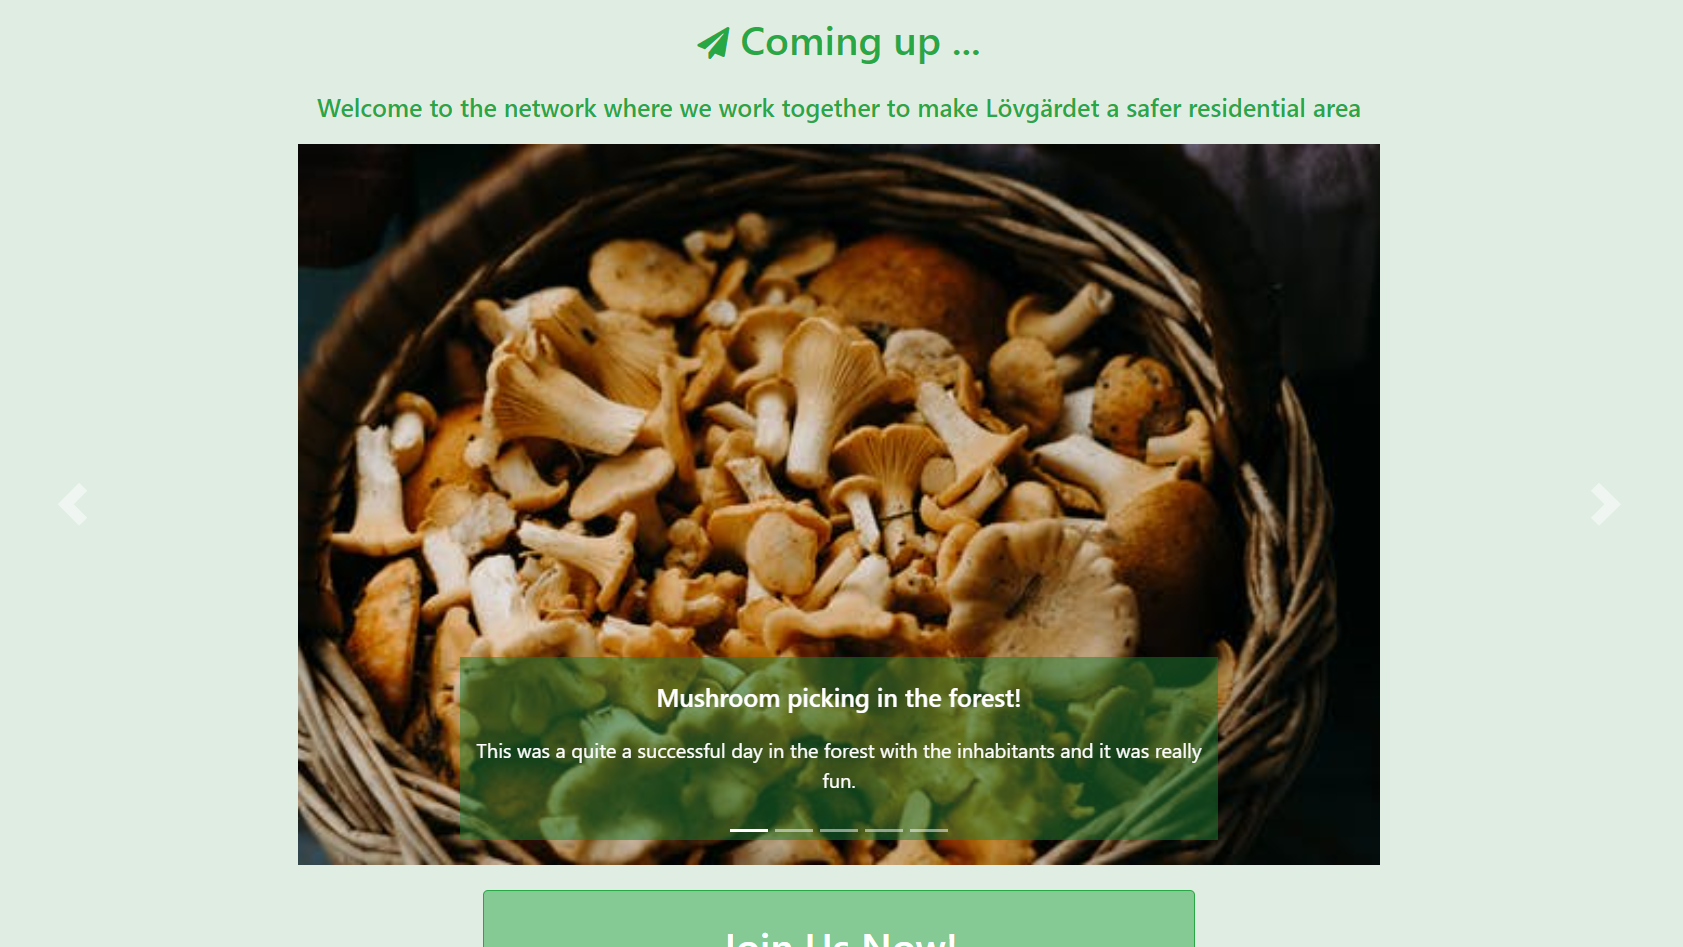 Coming up ...
Welcome to the network where we work together to make Lövgärdet a safer residential area
Mushroom picking in the forest!
This was a quite a successful day in the forest with the inhabitants and it was really
fun.
Join Us Now!